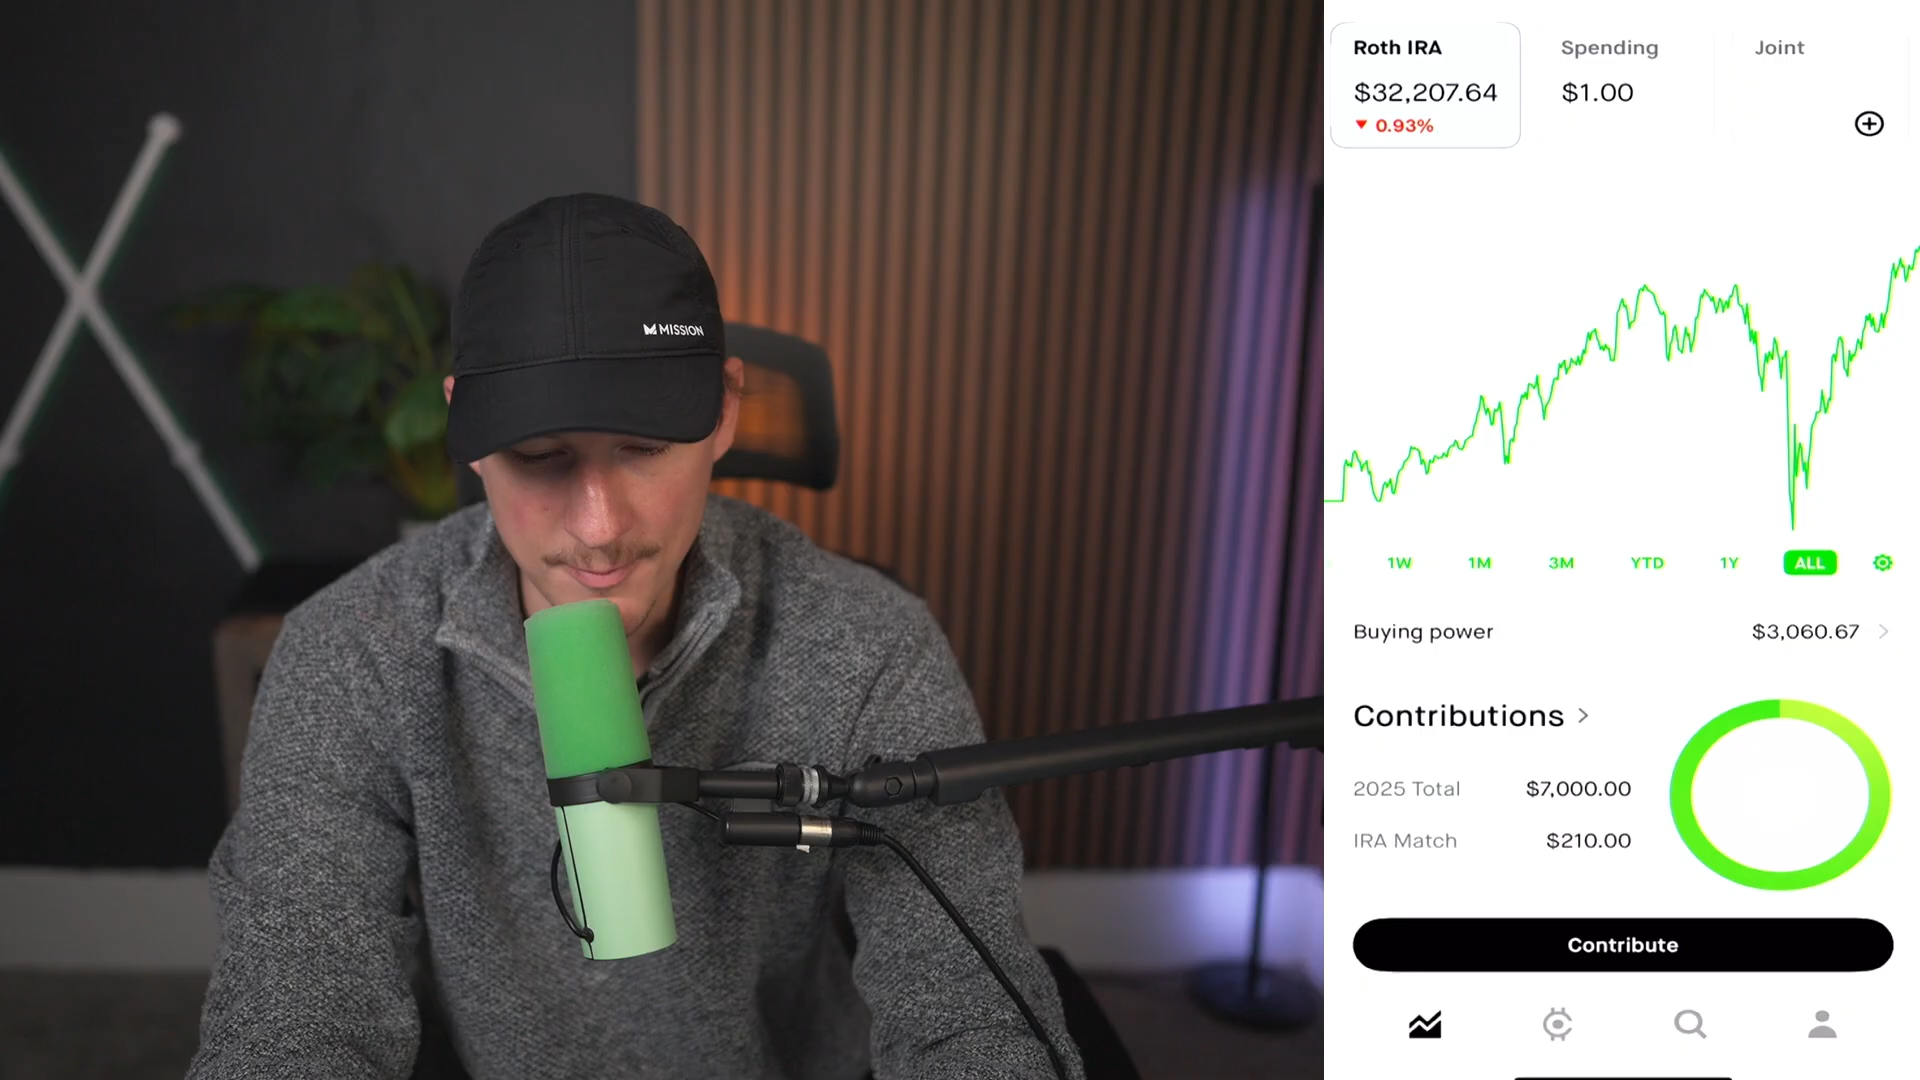 MISSION
Roth IRA
$32,207.64
0.93%
Spending
$1.00
Joint
1W 1M 3M YTD 1Y ALL
Buying power $3,060.67
Contributions
2025 Total $7,000.00
IRA Match $210.00
Contribute